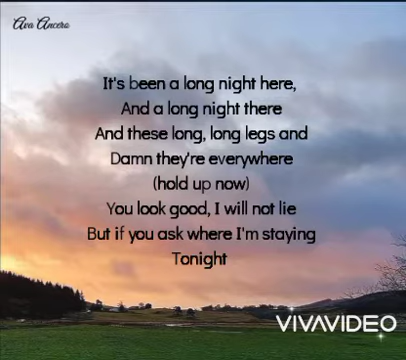 Ava Ancero
It's been a long night here,
And a long night there
And these long, long legs and
Damn they're everywhere
(hold up now)
You look good, I will not lie
But if you ask where I'm staying
Tonight
VIVAVIDEO